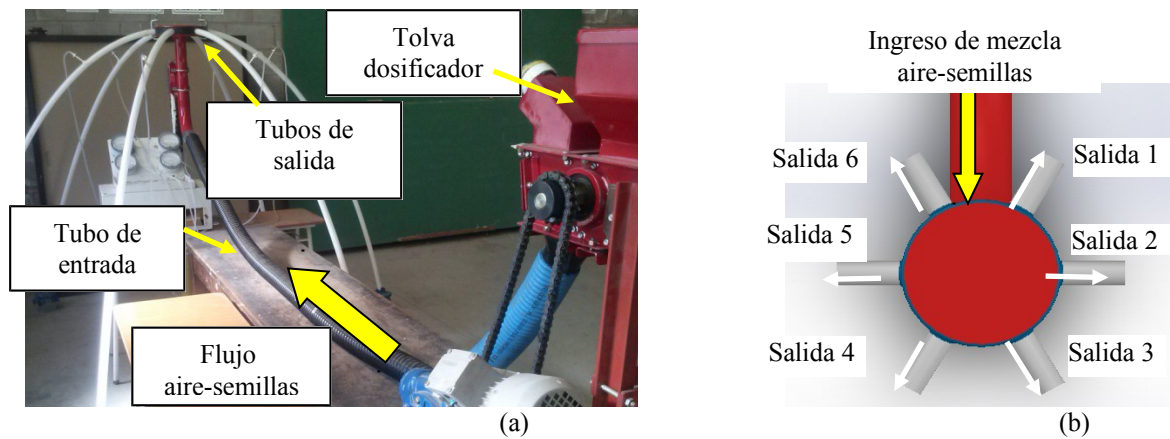 Tolva
dosificador
Tubos de
salida
Tubo de
entrada
Flujo
aire-semillas
(a)
Ingreso de mezcla
aire-semillas
Salida 6
Salida 1
Salida 5
Salida 2
Salida 4
Salida 3
(b)